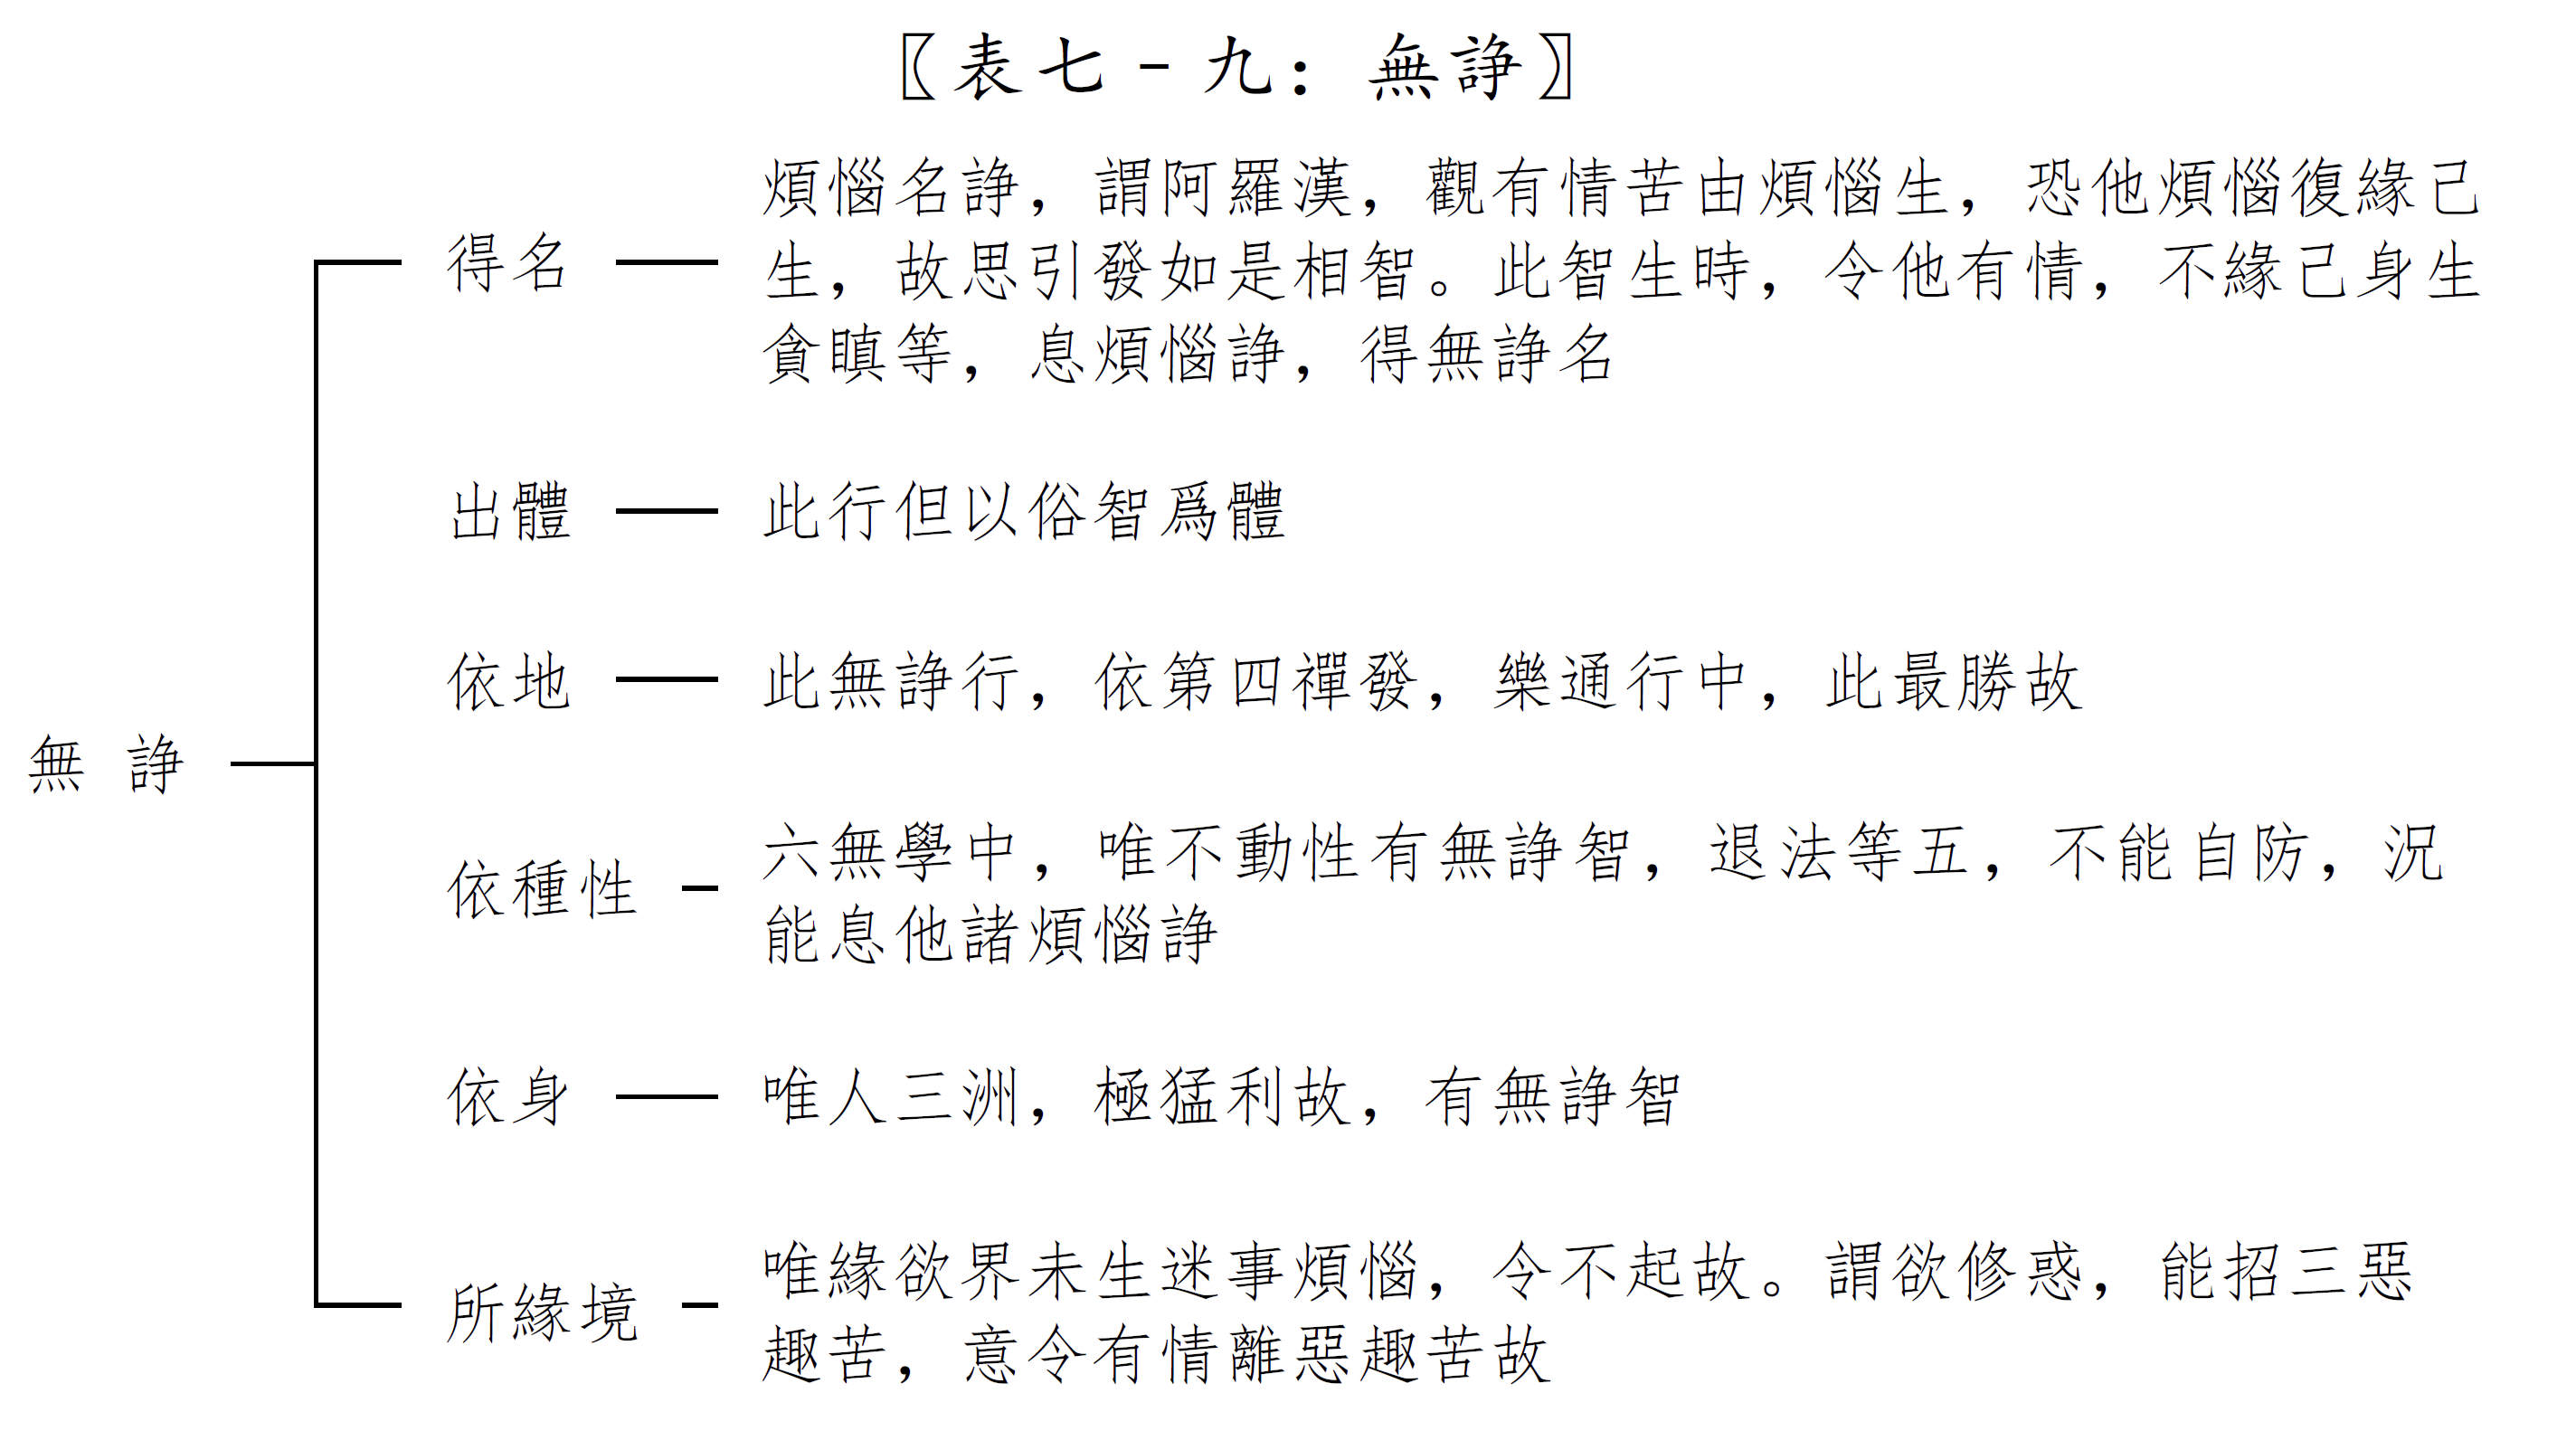 〖表七-九：無諍〗
無 諍
得名
煩惱名諍，謂阿羅漢，觀有情苦由煩惱生，恐他煩惱復緣己
生，故思引發如是相智。此智生時，令他有情，不緣己身生
貪瞋等，息煩惱諍，得無諍名
出體
此行但以俗智爲體
依地
此無諍行，依第四禪發，樂通行中，此最勝故
依種性
六無學中，唯不動性有無諍智，退法等五，不能自防，況
能息他諸煩惱諍
依身
唯人三洲，極猛利故，有無諍智
所緣境
唯緣欲界未生迷事煩惱，令不起故。謂欲修惑，能招三惡
趣苦，意令有情離惡趣苦故